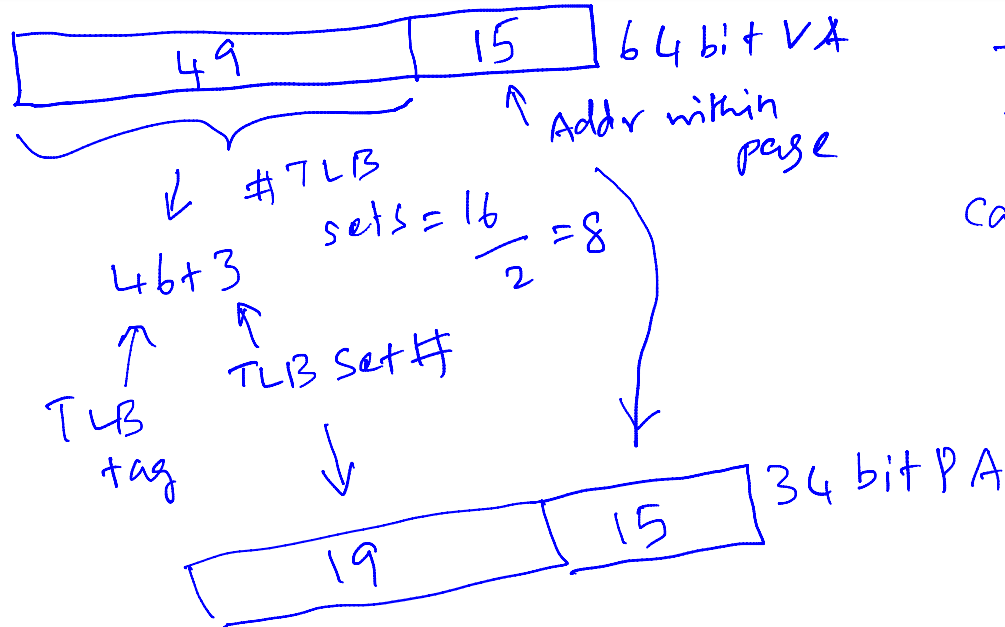 49 15 64 bit VA
Addr within
page
# TLB
sets = 16/2 = 8
46+3
TLB Set #
TLB
tag
34 bit PA
19 15
Ca